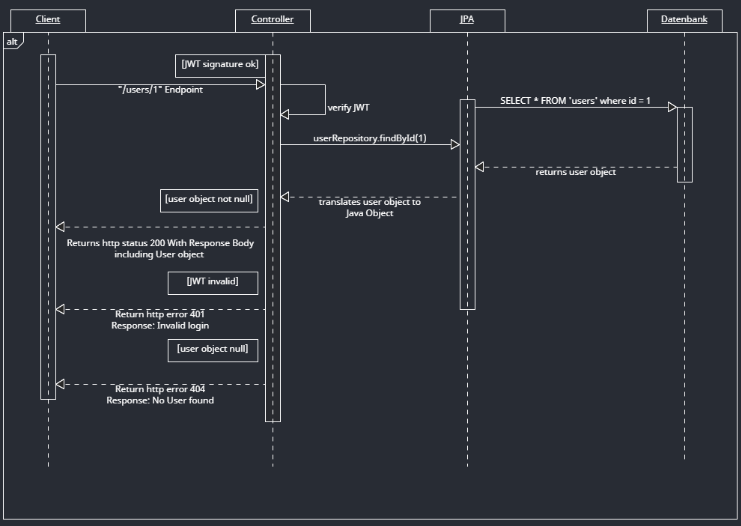 Client
Controller
JPA
Datenbank
alt
[JWT signature ok]
"/users/1" Endpoint
verify JWT
SELECT * FROM 'users' where id = 1
userRepository.findById(1)
returns user object
[user object not null]
translates user object to
Java Object
Returns http status 200 With Response Body
including User object
[JWT invalid]
Return http error 401
Response: Invalid login
[user object null]
Return http error 404
Response: No User found